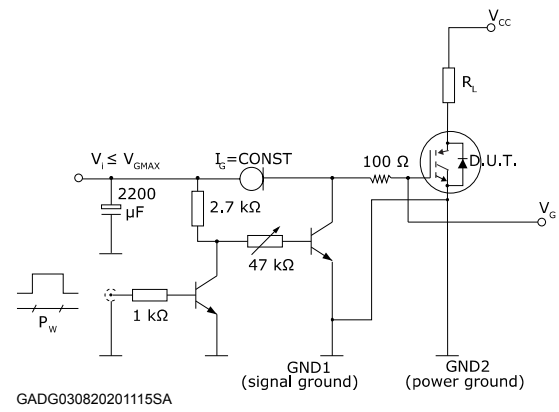 V_CC
R_L
V_i ≤ V_GMAX
I_G=CONST
100 Ω
D.U.T.
2200
µF
2.7 kΩ
V_G
47 kΩ
1 kΩ
P_W
GND1
(signal ground)
GND2
(power ground)
GADG030820201115SA